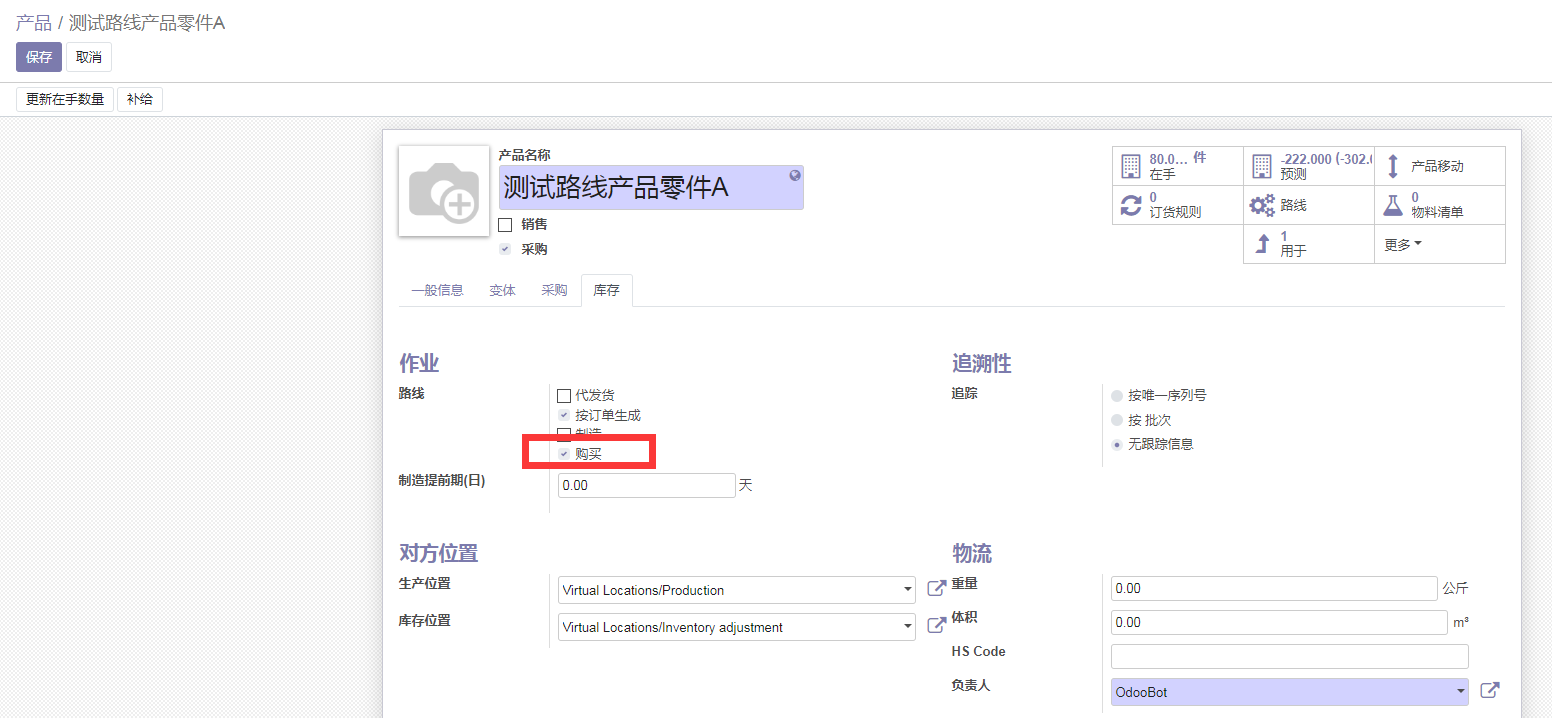 产品 / 测试路线产品零件A
保存 取消
更新在手数量 补给
产品名称
测试路线产品零件A
销售
采购
80.0... 件
在手
-222.000 (-302.0
预测
产品移动
0
订货规则
路线
0
物料清单
1
用于
更多
一般信息 变体 采购 库存
作业
路线
代发货
按订单生成
制造
购买
制造提前期(日)
0.00 天
追溯性
追踪
按唯一序列号
按 批次
无跟踪信息
对方位置
生产位置
Virtual Locations/Production
库存位置
Virtual Locations/Inventory adjustment
物流
重量
0.00 公斤
体积
0.00 m³
HS Code
负责人
OdooBot